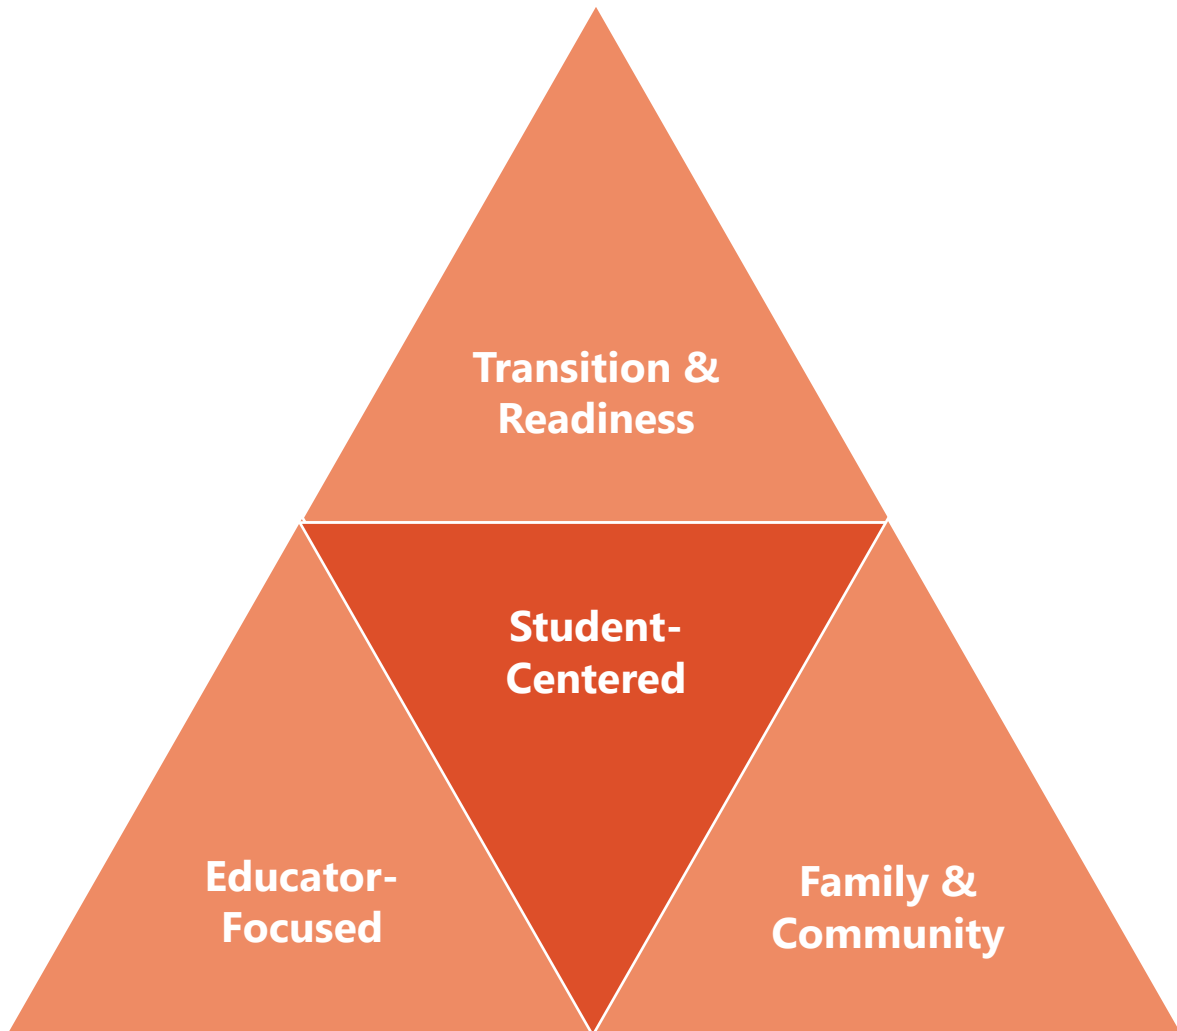 Transition &
Readiness
Student-
Centered
Educator-
Focused
Family &
Community